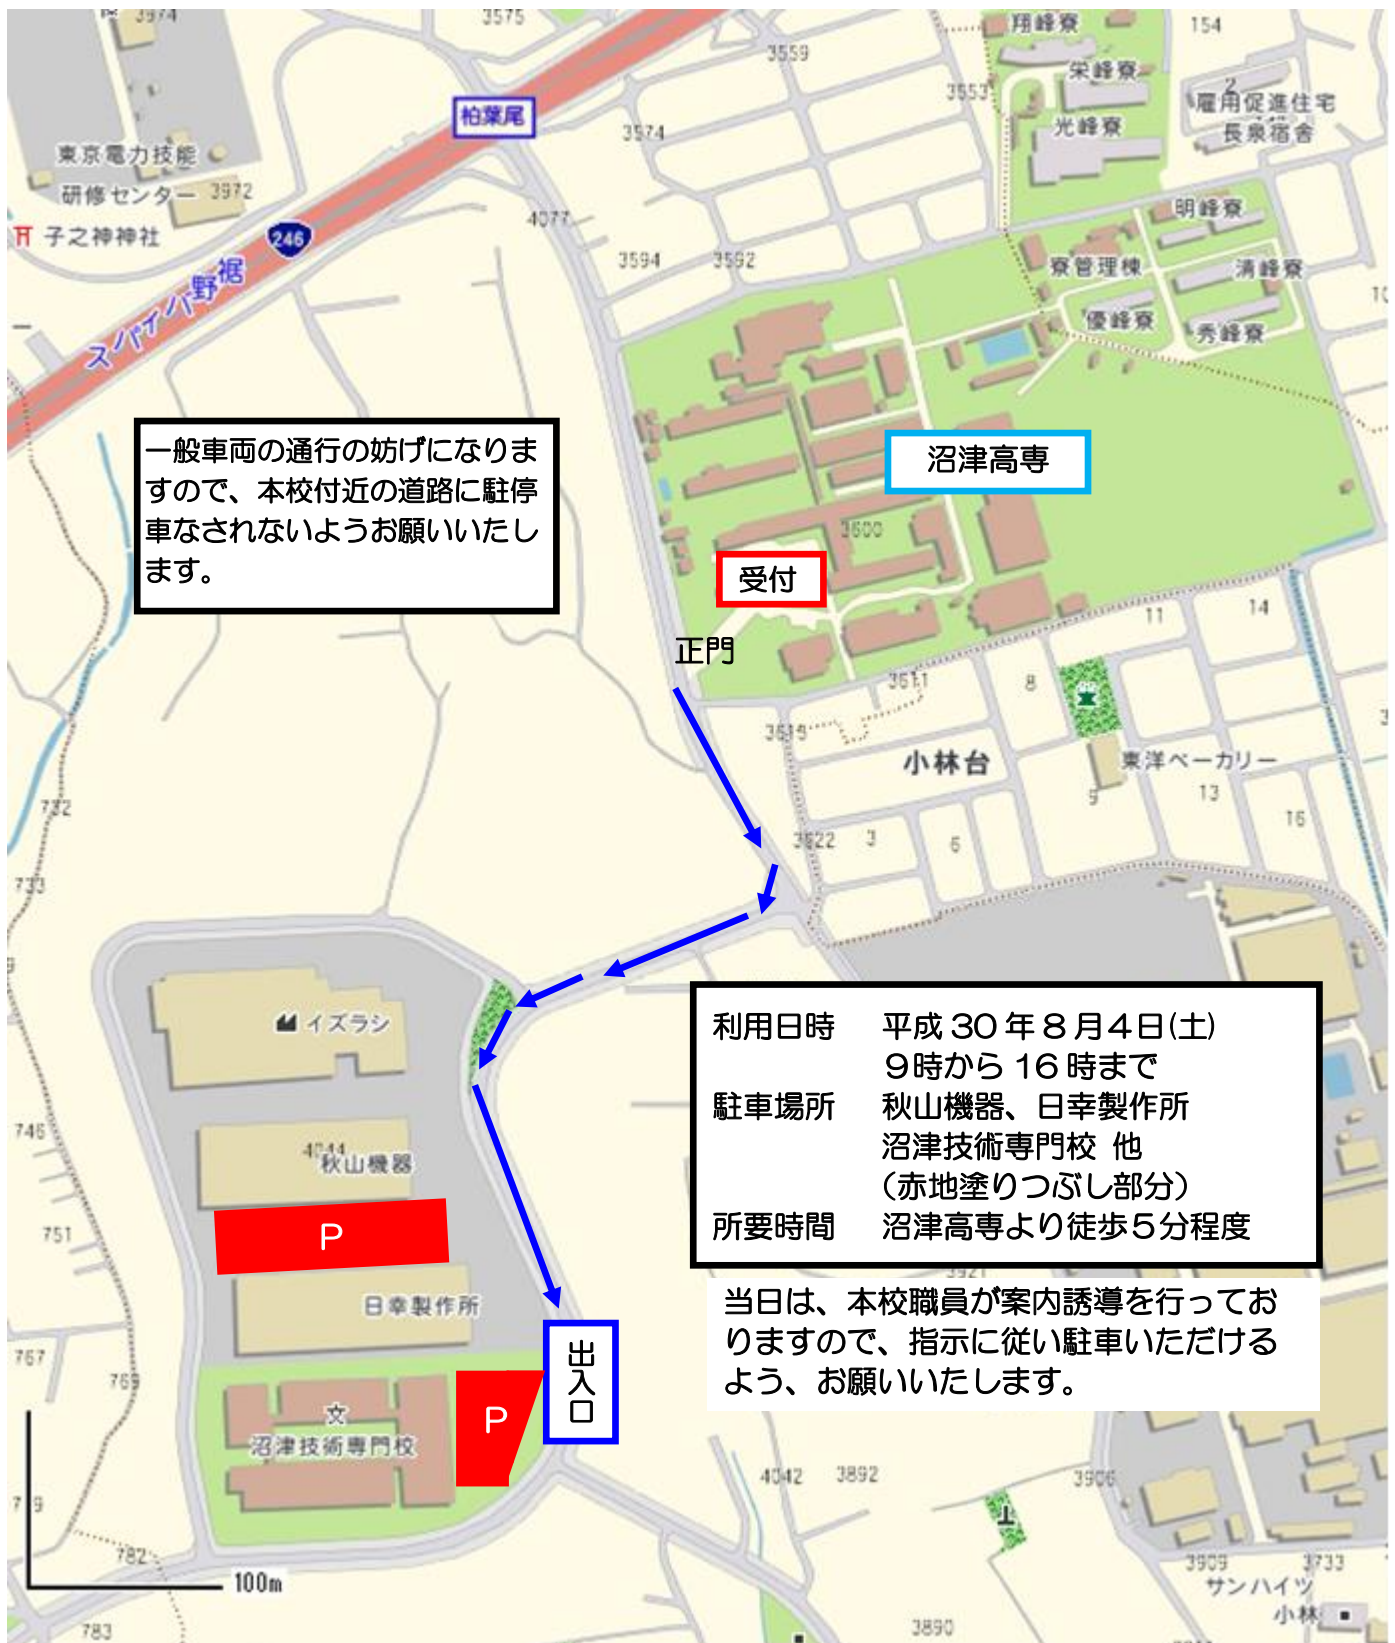 3974
3575
翔峰寮
154
3559
栄峰寮
3553
2
雇用促進住宅
長泉宿舎
柏葉尾
3574
光峰寮
東京電力技能
研修センター
3972
明峰寮
4077
子之神神社
246
3594
3592
寮管理棟
清峰寮
裾野バイパス
優峰寮
秀峰寮
一般車両の通行の妨げになりま
すので、本校付近の道路に駐停
車なされないようお願いいたし
ます。
沼津高専
3600
受付
正門
11
14
3611
8
3615
小林台
東洋ベーカリー
9
13
16
732
3622
3
6
733
イズラシ
利用日時 平成30年8月4日(土)
9時から16時まで
駐車場所 秋山機器、日幸製作所
沼津技術専門校 他
(赤地塗りつぶし部分)
所要時間 沼津高専より徒歩5分程度
746
4044
秋山機器
751
P
3921
当日は、本校職員が案内誘導を行ってお
りますので、指示に従い駐車いただける
よう、お願いいたします。
日幸製作所
出入口
767
文
沼津技術専門校
P
4042
3892
3906
782
100m
3909
3733
サンハイツ
小林
783
3890